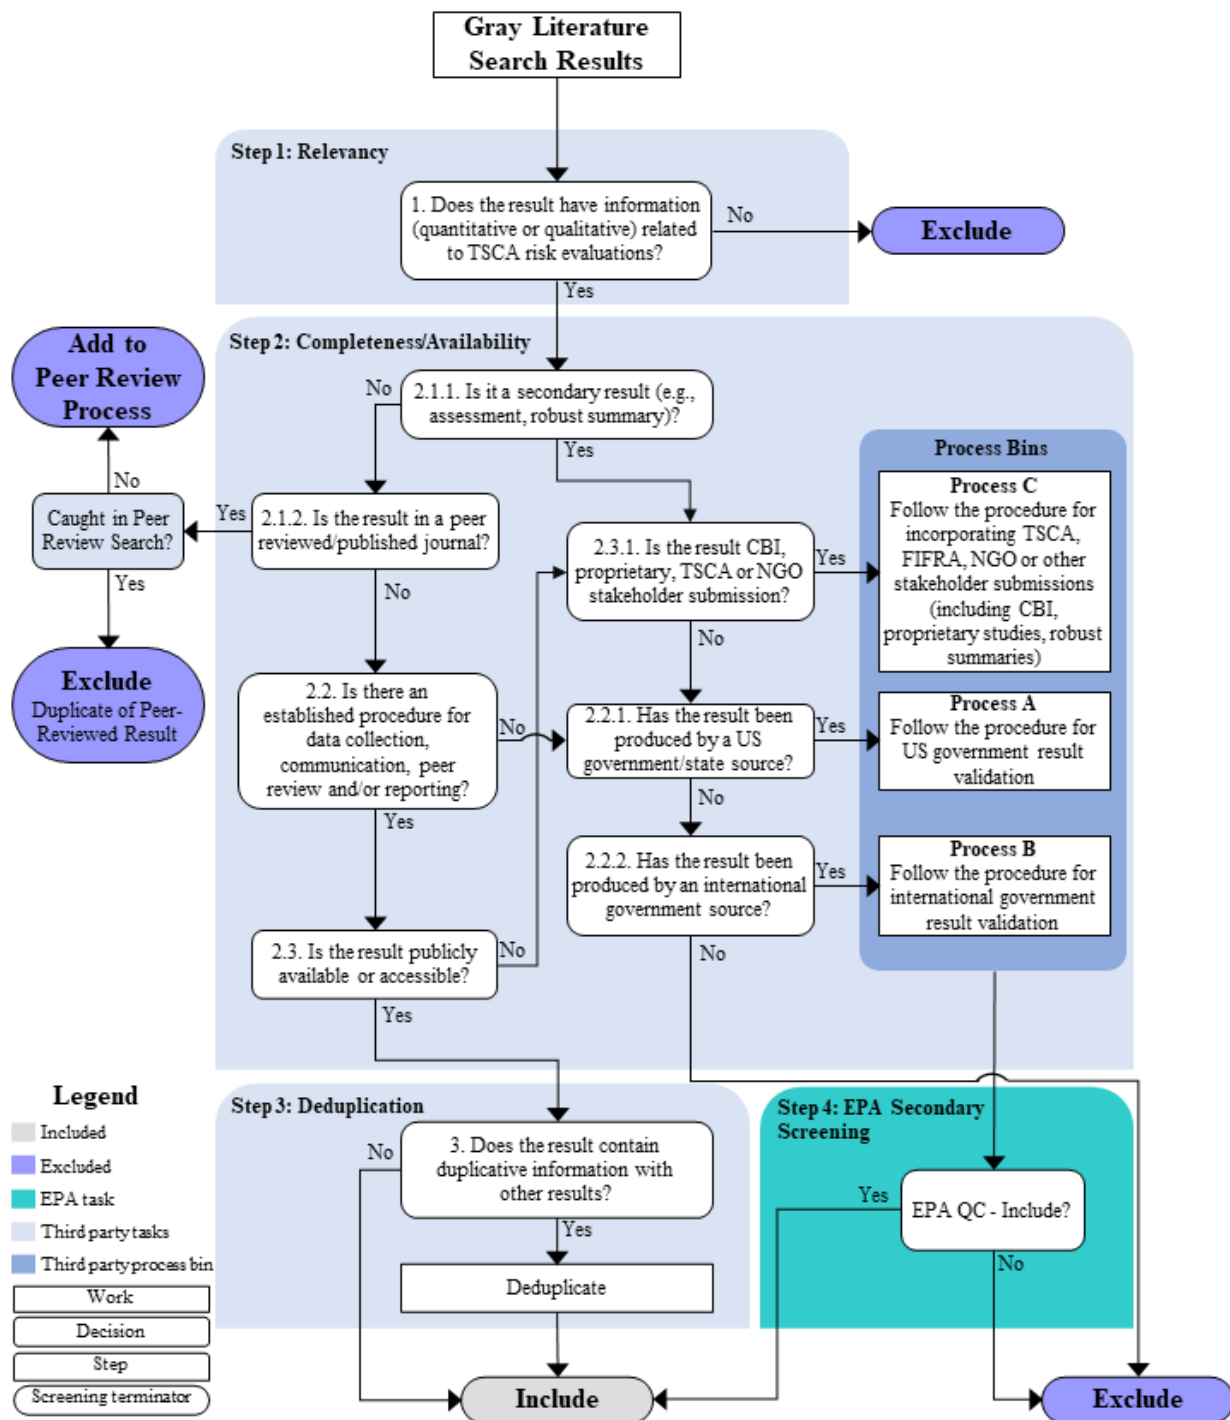 Gray Literature
Search Results
Step 1: Relevancy
1. Does the result have information
(quantitative or qualitative) related
to TSCA risk evaluations?
No
Exclude
Yes
Step 2: Completeness/Availability
Add to
Peer Review
Process
No
2.1.1. Is it a secondary result (e.g.,
assessment, robust summary)?
Yes
No
Caught in Peer
Review Search?
Yes
Yes
2.1.2. Is the result in a peer
reviewed/published journal?
No
Exclude
Duplicate of Peer-
Reviewed Result
2.3.1. Is the result CBI,
proprietary, TSCA or NGO
stakeholder submission?
Yes
No
Process Bins
Process C
Follow the procedure for
incorporating TSCA,
FIFRA, NGO or other
stakeholder submissions
(including CBI,
proprietary studies, robust
summaries)
2.2. Is there an
established procedure for
data collection,
communication, peer
review and/or reporting?
No
Yes
2.2.1. Has the result been
produced by a US
government/state source?
Yes
No
Process A
Follow the procedure for
US government result
validation
2.2.2. Has the result been
produced by an international
government source?
Yes
No
Process B
Follow the procedure for
international government
result validation
2.3. Is the result publicly
available or accessible?
No
Yes
Legend
Included
Excluded
EPA task
Third party tasks
Third party process bin
Work
Decision
Step
Screening terminator
Step 3: Deduplication
No
3. Does the result contain
duplicative information with
other results?
Yes
Deduplicate
Step 4: EPA Secondary
Screening
Yes
EPA QC - Include?
No
Include
Exclude